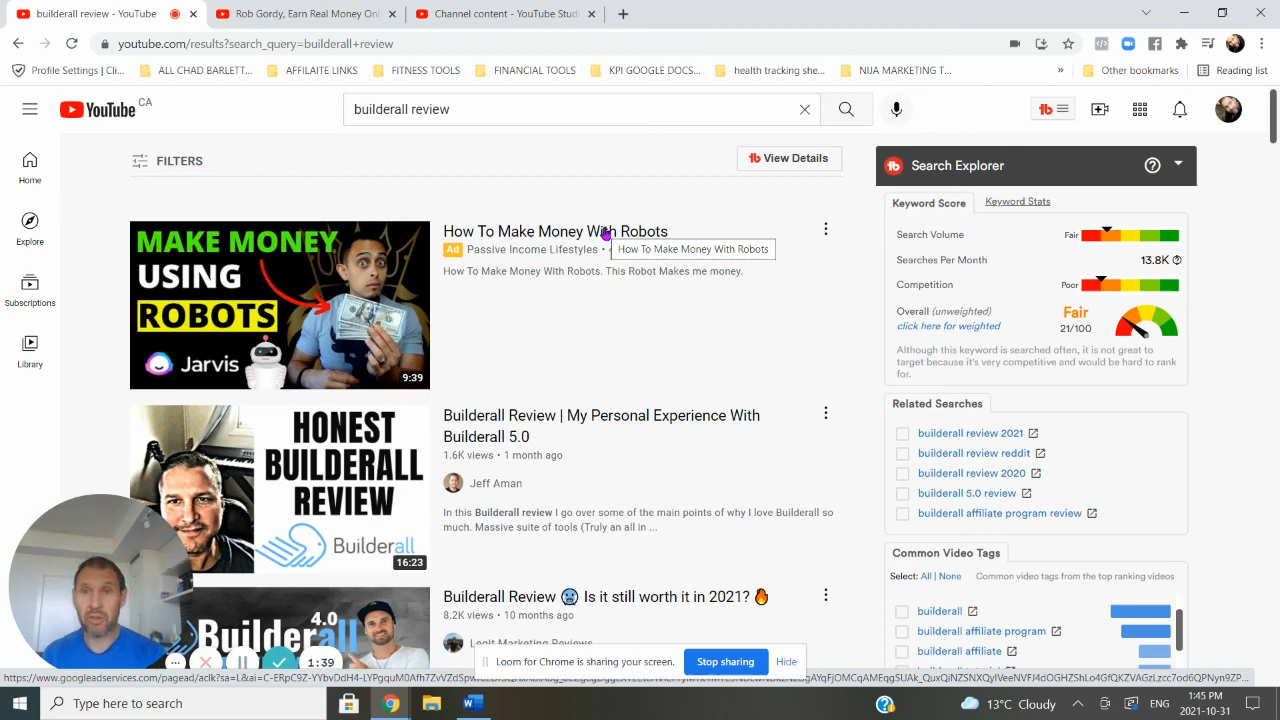 builderall review
Rob Gordy, Earn Real Money Onl
Channel content - YouTube Stud
youtube.com/results?search_query=builderall+review
Profile Settings | Clic...
ALL CHAD BARLETT...
AFFILAITE LINKS
FITNESS TOOLS
FINANCIAL TOOLS
KPI GOOGLE DOCS...
health tracking she...
NIJA MARKETING T...
»
Other bookmarks
Reading list
YouTube CA
builderall review
tb
FILTERS
tb View Details
tb Search Explorer
Home
Explore
Subscriptions
Library
MAKE MONEY
USING
ROBOTS
Jarvis
9:39
How To Make Money With Robots
Ad Passive Income Lifestyles •
How To Make Money With Robots
How To Make Money With Robots. This Robot Makes me money.
HONEST
BUILDERALL
REVIEW
Builderall
16:23
Builderall Review | My Personal Experience With
Builderall 5.0
1.6K views • 1 month ago
Jeff Aman
In this Builderall review I go over some of the main points of why I love Builderall so
much. Massive suite of tools (Truly an all in ...
4.0
Builderall
Builderall Review 🥶 Is it still worth it in 2021? 🔥
8.2K views • 10 months ago
Legit Marketing Reviews
Keyword Score
Keyword Stats
Search Volume
Fair
Searches Per Month
13.8K
Competition
Poor
Overall (unweighted)
click here for weighted
Fair
21/100
Although this keyword is searched often, it is not great to
target because it's very competitive and would be hard to rank
for.
Related Searches
builderall review 2021
builderall review reddit
builderall review 2020
builderall 5.0 review
builderall affiliate program review
Common Video Tags
Select: All | None
Common video tags from the top ranking videos
builderall
builderall affiliate program
builderall affiliate
1:39
Loom for Chrome is sharing your screen.
Stop sharing
Hide
Type here to search
13°C Cloudy
1:45 PM
2021-10-31